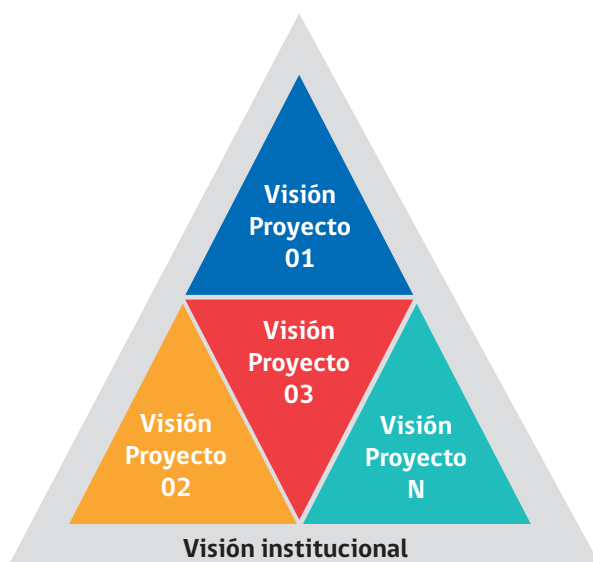 Visión
Proyecto
01
Visión
Proyecto
03
Visión
Proyecto
02
Visión
Proyecto
N
Visión institucional